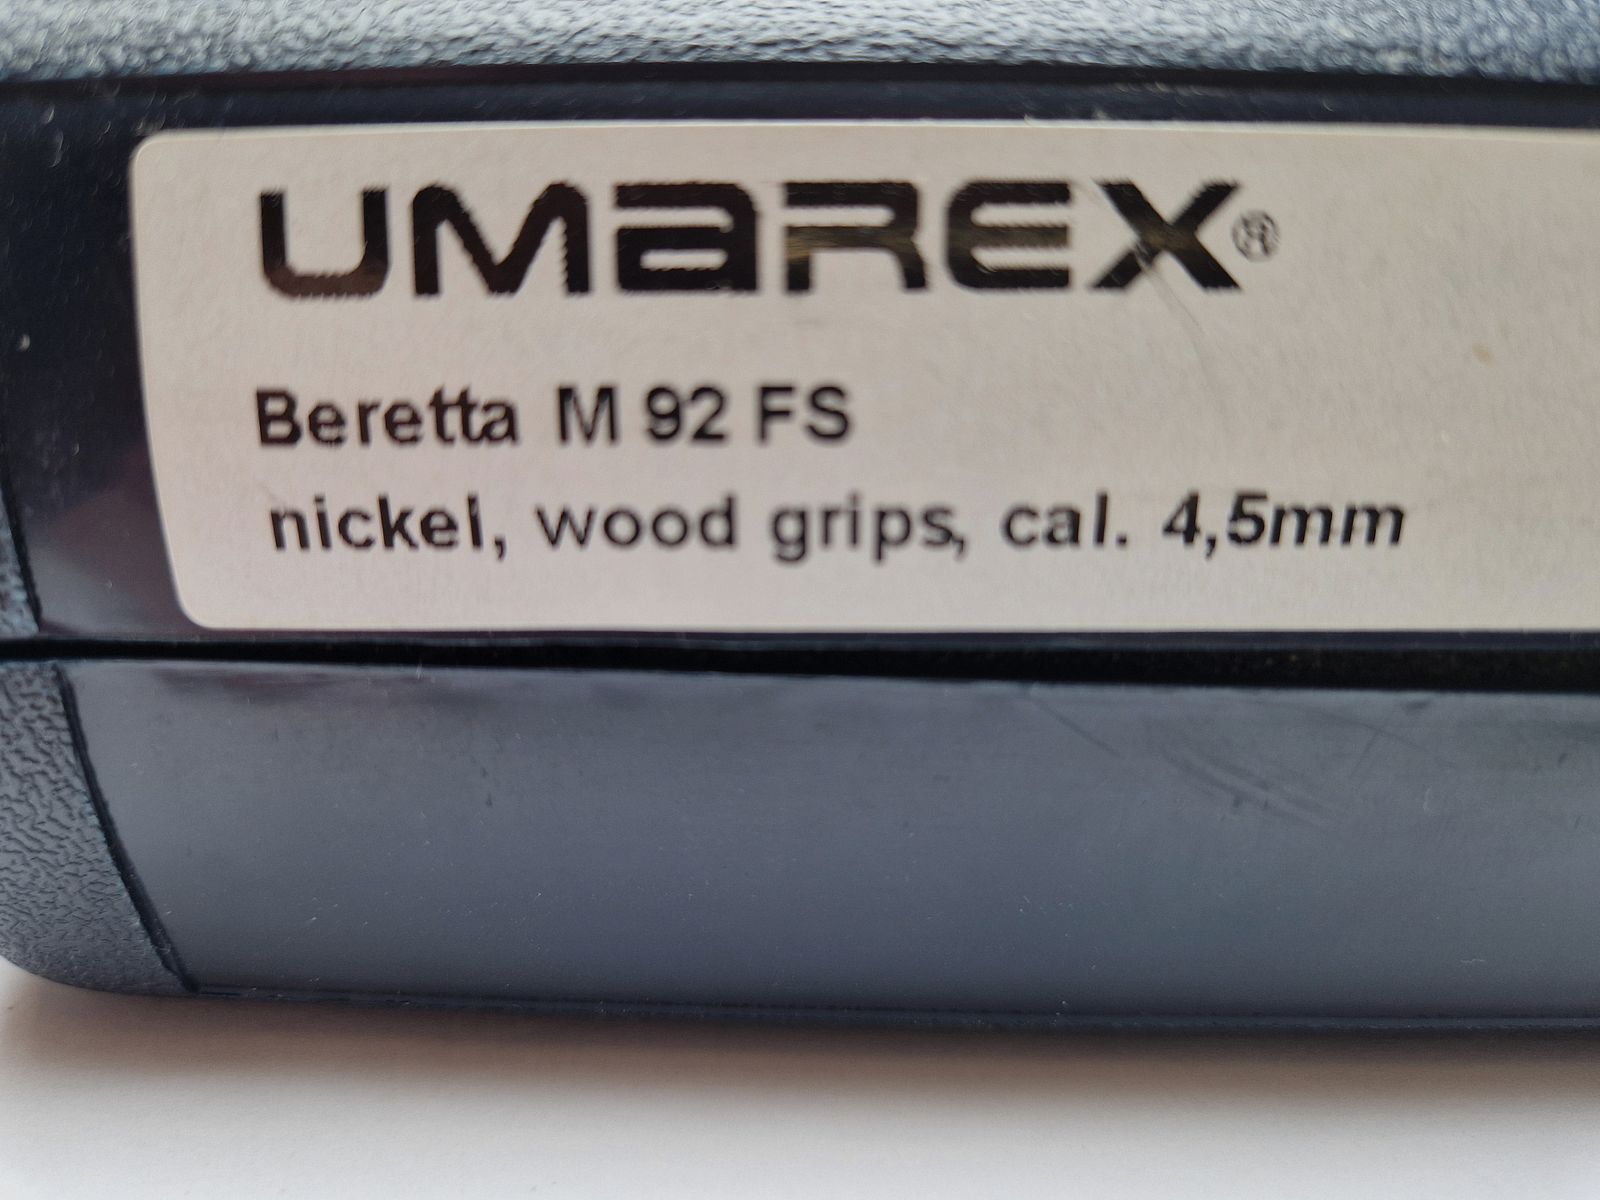 UMAREX®
Beretta M 92 FS
nickel, wood grips, cal. 4,5mm